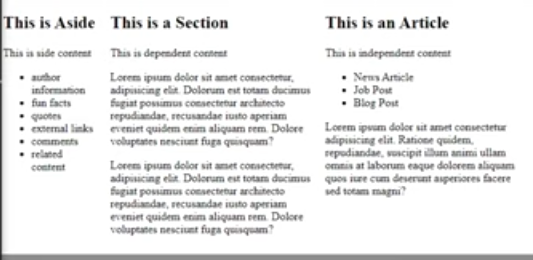 This is Aside
This is side content
author
information
fun facts
quotes
external links
comments
related
content
This is a Section
This is dependent content
Lorem ipsum dolor sit amet consectetur,
adipisicing elit. Dolorum est totam ducimus
fugiat possimus consectetur architecto
repudiandae, recusandae iusto aperiam
eveniet quidem enim aliquam rem. Dolore
voluptates nesciunt fuga quisquam?
Lorem ipsum dolor sit amet consectetur,
adipisicing elit. Dolorum est totam ducimus
fugiat possimus consectetur architecto
repudiandae, recusandae iusto aperiam
eveniet quidem enim aliquam rem. Dolore
voluptates nesciunt fuga quisquam?
This is an Article
This is independent content
News Article
Job Post
Blog Post
Lorem ipsum dolor sit amet consectetur
adipisicing elit. Ratione quidem,
repudiandae, suscipit illum animi ullam
omnis at laborum eaque dolorem aliquam
quos iure cum deserunt asperiores facere
sed totam magni?